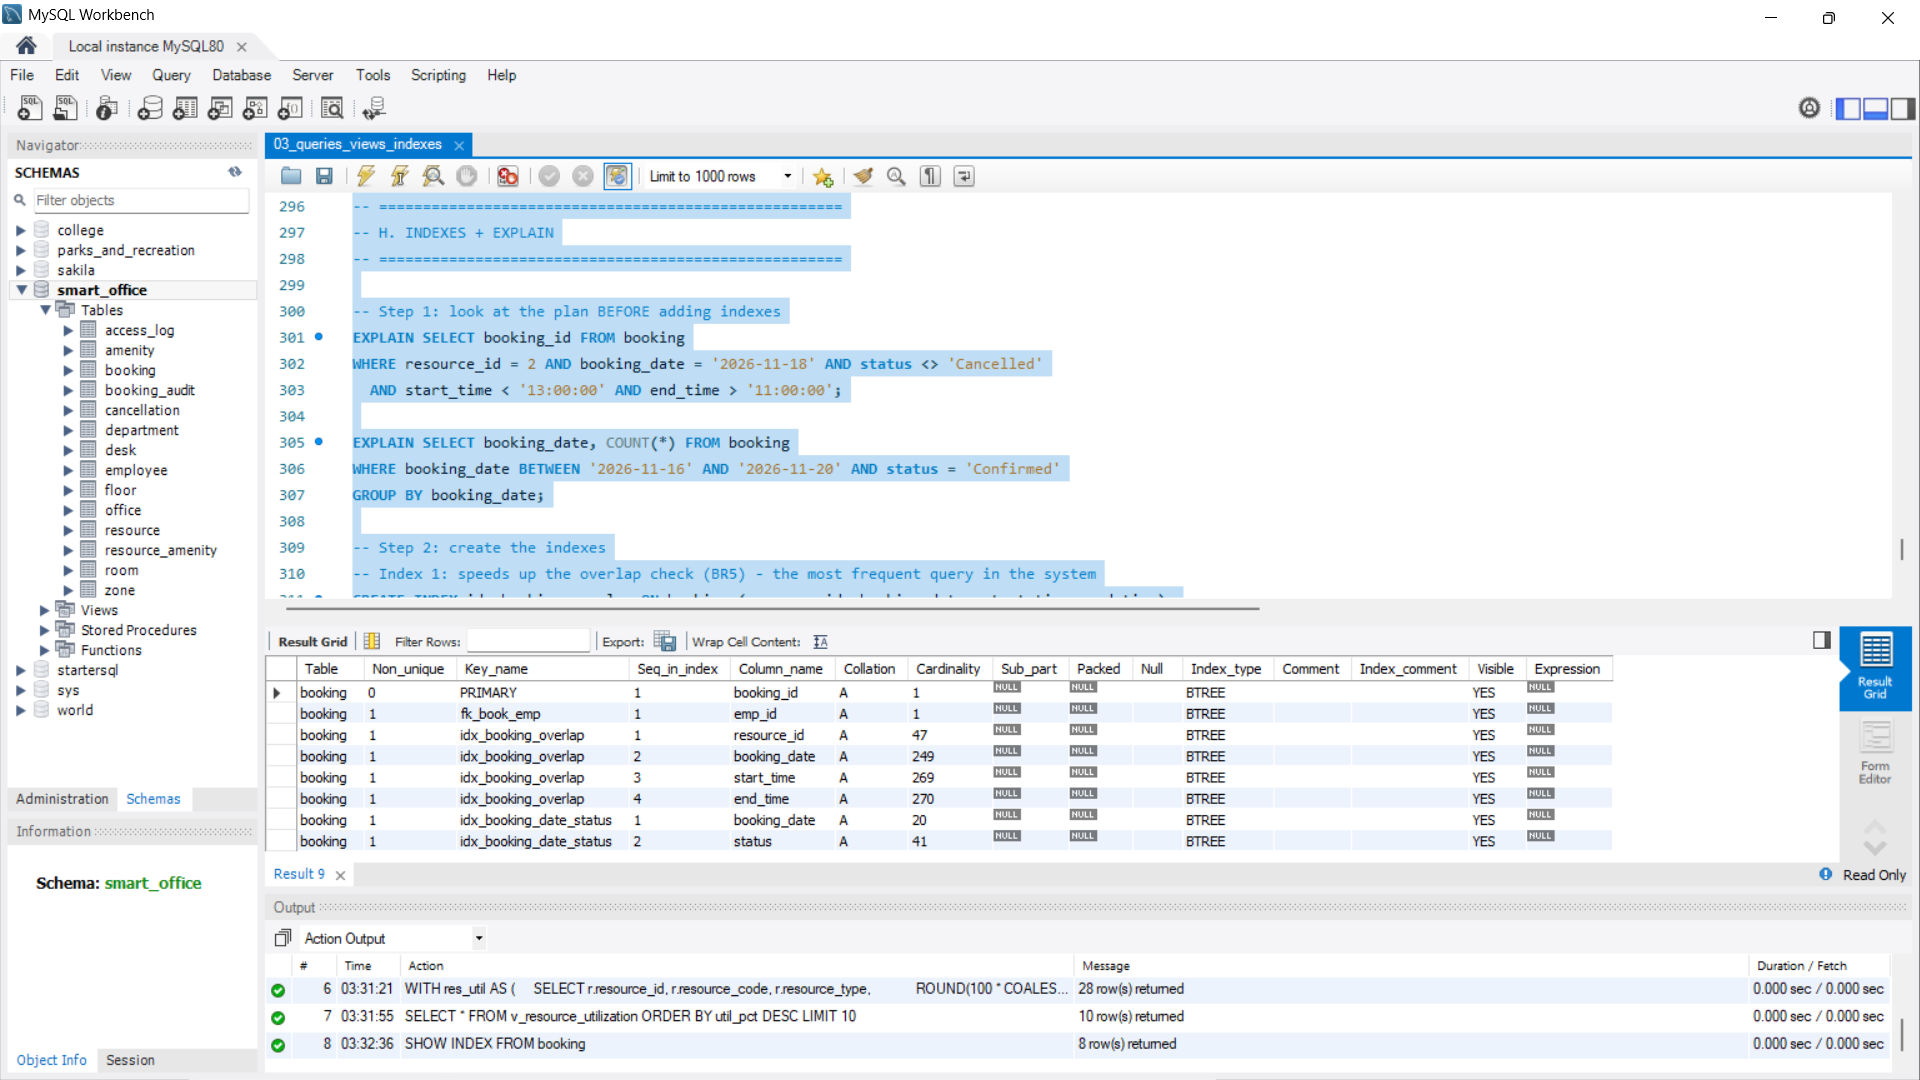 MySQL Workbench
Local instance MySQL80
File Edit View Query Database Server Tools Scripting Help
Navigator
SCHEMAS
Filter objects
college
parks_and_recreation
sakila
smart_office
Tables
access_log
amenity
booking
booking_audit
cancellation
department
desk
employee
floor
office
resource
resource_amenity
room
zone
Views
Stored Procedures
Functions
startersql
sys
world
Administration Schemas
Information
Schema: smart_office
Object Info Session
03_queries_views_indexes
Limit to 1000 rows
296 -- =====================================================
297 -- H. INDEXES + EXPLAIN
298 -- =====================================================
299
300 -- Step 1: look at the plan BEFORE adding indexes
301 EXPLAIN SELECT booking_id FROM booking
302 WHERE resource_id = 2 AND booking_date = '2026-11-18' AND status <> 'Cancelled'
303 AND start_time < '13:00:00' AND end_time > '11:00:00';
304
305 EXPLAIN SELECT booking_date, COUNT(*) FROM booking
306 WHERE booking_date BETWEEN '2026-11-16' AND '2026-11-20' AND status = 'Confirmed'
307 GROUP BY booking_date;
308
309 -- Step 2: create the indexes
310 -- Index 1: speeds up the overlap check (BR5) - the most frequent query in the system
Result Grid Filter Rows: Export: Wrap Cell Content:
Table Non_unique Key_name Seq_in_index Column_name Collation Cardinality Sub_part Packed Null Index_type Comment Index_comment Visible Expression
booking 0 PRIMARY 1 booking_id A 1 NULL NULL BTREE YES NULL
booking 1 fk_book_emp 1 emp_id A 1 NULL NULL BTREE YES NULL
booking 1 idx_booking_overlap 1 resource_id A 47 NULL NULL BTREE YES NULL
booking 1 idx_booking_overlap 2 booking_date A 249 NULL NULL BTREE YES NULL
booking 1 idx_booking_overlap 3 start_time A 269 NULL NULL BTREE YES NULL
booking 1 idx_booking_overlap 4 end_time A 270 NULL NULL BTREE YES NULL
booking 1 idx_booking_date_status 1 booking_date A 20 NULL NULL BTREE YES NULL
booking 1 idx_booking_date_status 2 status A 41 NULL NULL BTREE YES NULL
Result Grid
Form Editor
Result 9
Read Only
Output
Action Output
# Time Action Message Duration / Fetch
6 03:31:21 WITH res_util AS ( SELECT r.resource_id, r.resource_code, r.resource_type, ROUND(100 * COALES... 28 row(s) returned 0.000 sec / 0.000 sec
7 03:31:55 SELECT * FROM v_resource_utilization ORDER BY util_pct DESC LIMIT 10 10 row(s) returned 0.000 sec / 0.000 sec
8 03:32:36 SHOW INDEX FROM booking 8 row(s) returned 0.000 sec / 0.000 sec